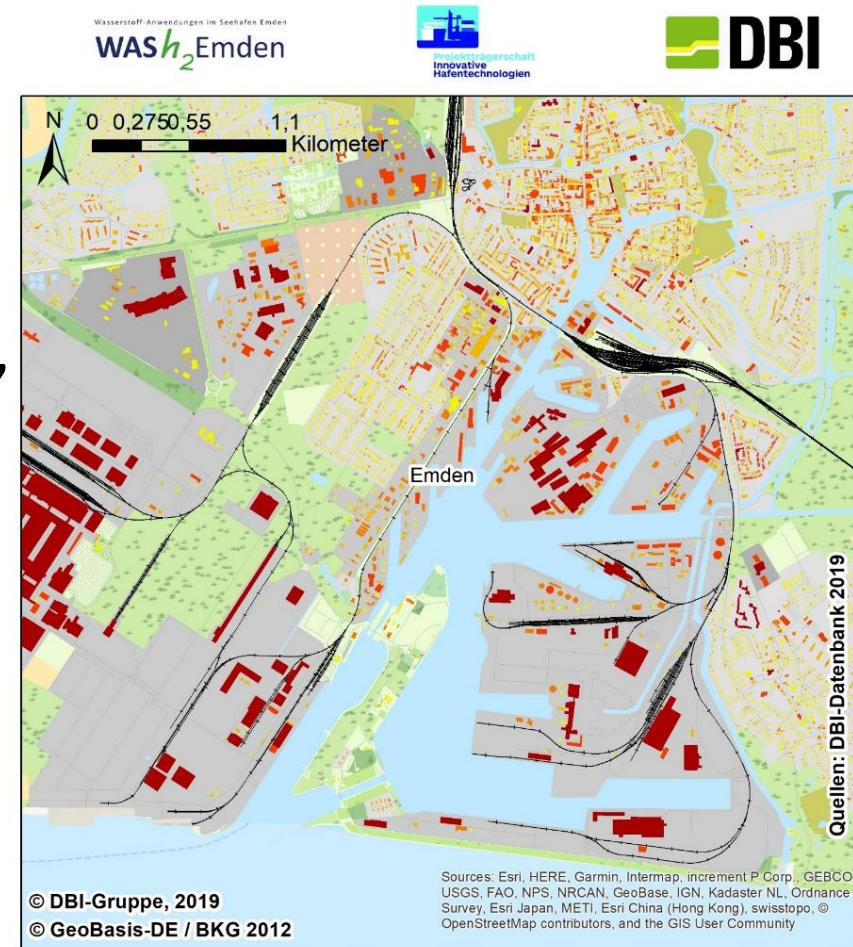 Wasserstoff-Anwendungen im Seehafen Emden
WASh2Emden
Projektträgerschaft
Innovative
Hafentechnologien
DBI
N
0 0,275 0,55 1,1
Kilometer
Emden
Quellen: DBI-Datenbank 2019
© DBI-Gruppe, 2019
© GeoBasis-DE / BKG 2012
Sources: Esri, HERE, Garmin, Intermap, increment P Corp., GEBCO,
USGS, FAO, NPS, NRCAN, GeoBase, IGN, Kadaster NL, Ordnance
Survey, Esri Japan, METI, Esri China (Hong Kong), swisstopo, ©
OpenStreetMap contributors, and the GIS User Community